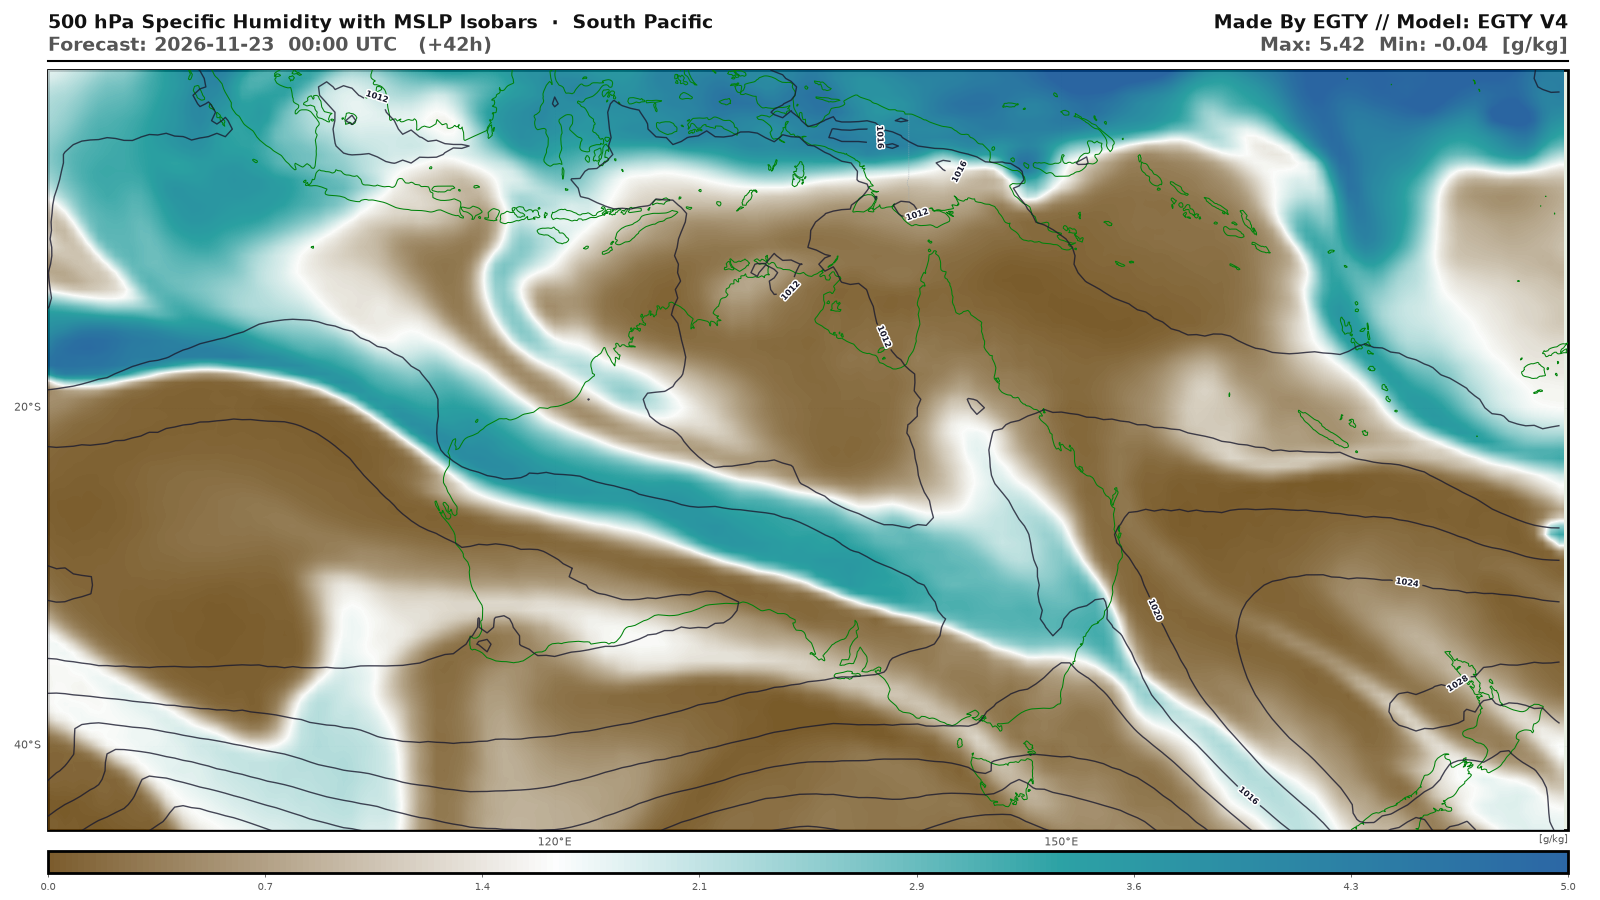 500 hPa Specific Humidity with MSLP Isobars · South Pacific
Made By EGTY // Model: EGTY V4
Forecast: 2026-11-23 00:00 UTC (+42h)
Max: 5.42 Min: -0.04 [g/kg]
1012
1016
1016
1012
1012
1012
20°S
1024
1020
1028
40°S
1016
120°E
150°E
[g/kg]
0.0
0.7
1.4
2.1
2.9
3.6
4.3
5.0